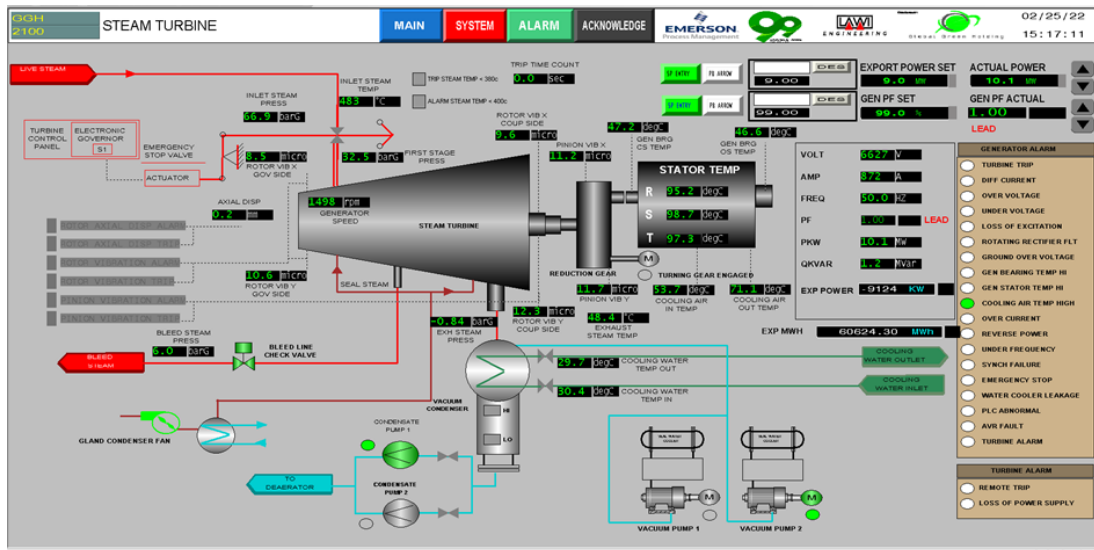 GGH
2100
STEAM TURBINE
MAIN
SYSTEM
ALARM
ACKNOWLEDGE
EMERSON
Process Management
99
LAWI
ENGINEERING
Global Green Holding
02/25/22
15:17:11
LIVE STEAM
INLET STEAM
TEMP
483 °C
TRIP STEAM TEMP < 380c
ALARM STEAM TEMP < 400c
TRIP TIME COUNT
0.0 sec
SP ENTRY
PB ARROW
DES
9.00
EXPORT POWER SET
9.0 MW
ACTUAL POWER
10.1 MW
SP ENTRY
PB ARROW
DES
99.00
GEN PF SET
99.0 %
GEN PF ACTUAL
1.00
LEAD
INLET STEAM
PRESS
66.9 barG
TURBINE
CONTROL
PANEL
ELECTRONIC
GOVERNOR
S1
EMERGENCY
STOP VALVE
ACTUATOR
8.5 micro
ROTOR VIB X
GOV SIDE
32.5 barG
FIRST STAGE
PRESS
ROTOR VIB X
COUP SIDE
9.6 micro
PINION VIB X
11.2 micro
47.2 degC
GEN BRG
CS TEMP
46.6 degC
GEN BRG
OS TEMP
AXIAL DISP
0.2 mm
1498 rpm
GENERATOR
SPEED
STEAM TURBINE
STATOR TEMP
R 95.2 degC
S 98.7 degC
T 97.3 degC
ROTOR AXIAL DISP ALARM
ROTOR AXIAL DISP TRIP
ROTOR VIBRATION ALARM
ROTOR VIBRATION TRIP
PINION VIBRATION ALARM
PINION VIBRATION TRIP
10.6 micro
ROTOR VIB Y
GOV SIDE
SEAL STEAM
REDUCTION GEAR
M
TURNING GEAR ENGAGED
11.7 micro
PINION VIB Y
53.7 degC
COOLING AIR
IN TEMP
71.1 degC
COOLING AIR
OUT TEMP
12.3 micro
ROTOR VIB Y
COUP SIDE
48.4 °C
EXHAUST
STEAM TEMP
-0.84 barG
EXH STEAM
PRESS
VOLT 6627 V
AMP 872 A
FREQ 50.0 HZ
PF 1.00 LEAD
PKW 10.1 MW
QKVAR 1.2 Mvar
EXP POWER -9124 KW
EXP MWH 60624.30 MWh
GENERATOR ALARM
TURBINE TRIP
DIFF CURRENT
OVER VOLTAGE
UNDER VOLTAGE
LOSS OF EXCITATION
ROTATING RECTIFIER FLT
GROUND OVER VOLTAGE
GEN BEARING TEMP HI
GEN STATOR TEMP HI
COOLING AIR TEMP HIGH
OVER CURRENT
REVERSE POWER
UNDER FREQUENCY
SYNCH FAILURE
EMERGENCY STOP
WATER COOLER LEAKAGE
PLC ABNORMAL
AVR FAULT
TURBINE ALARM
TURBINE ALARM
REMOTE TRIP
LOSS OF POWER SUPPLY
BLEED STEAM
PRESS
6.0 barG
BLEED
STEAM
BLEED LINE
CHECK VALVE
29.7 degC COOLING WATER
TEMP OUT
COOLING
WATER OUTLET
30.4 degC COOLING WATER
TEMP IN
COOLING
WATER INLET
VACUUM
CONDENSER
HI
LO
GLAND CONDENSER FAN
CONDENSATE
PUMP 1
CONDENSATE
PUMP 2
TO
DEAERATOR
M
VACUUM PUMP 1
M
VACUUM PUMP 2